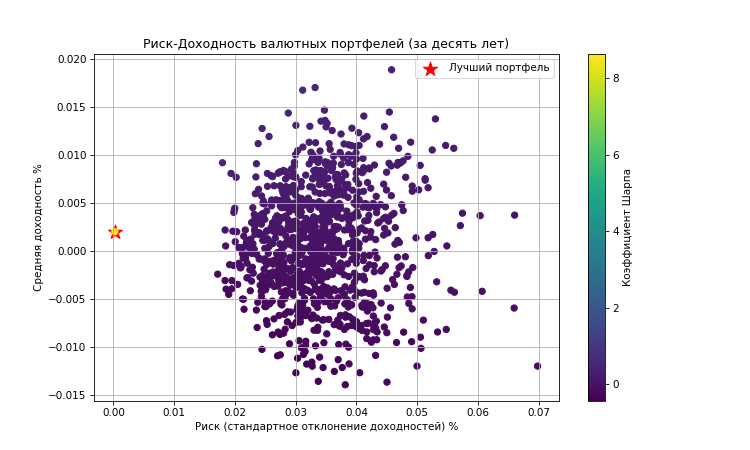 Риск-Доходность валютных портфелей (за десять лет)
Лучший портфель
0.020
0.015
0.010
0.005
0.000
−0.005
−0.010
−0.015
Средняя доходность %
0.00 0.01 0.02 0.03 0.04 0.05 0.06 0.07
Риск (стандартное отклонение доходностей) %
8
6
4
2
0
Коэффициент Шарпа